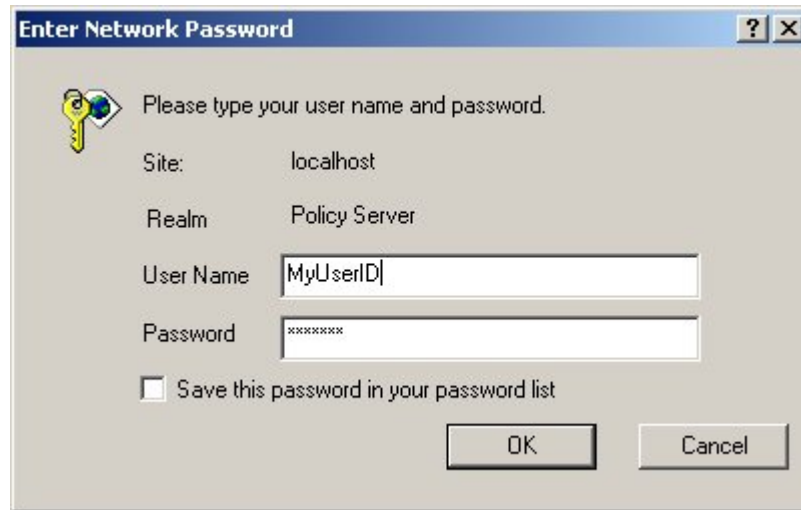 Enter Network Password
Please type your user name and password.
Site: localhost
Realm Policy Server
User Name MyUserID
Password *******
Save this password in your password list
OK Cancel